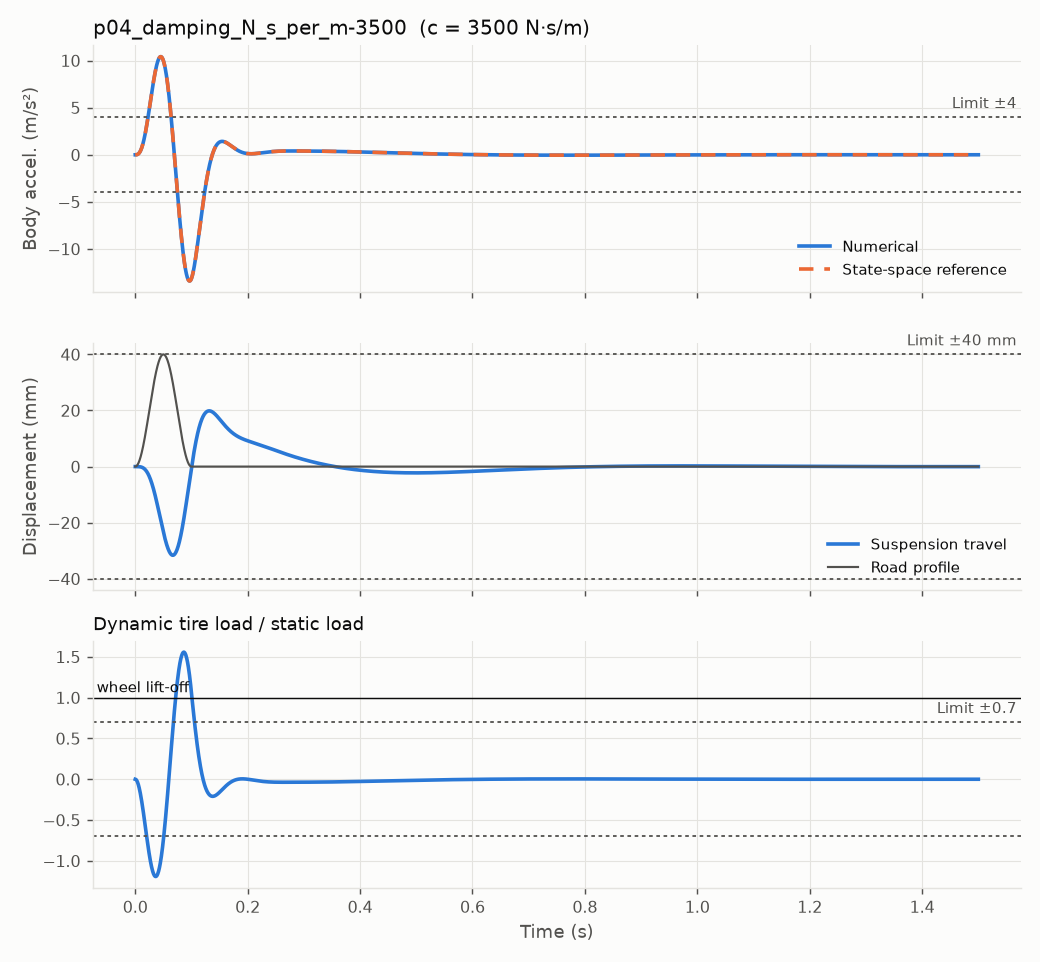 p04_damping_N_s_per_m-3500  (c = 3500 N·s/m)
Body accel. (m/s²)
10
5
0
−5
−10
Limit ±4
Numerical
State-space reference
Displacement (mm)
40
20
0
−20
−40
Limit ±40 mm
Suspension travel
Road profile
Dynamic tire load / static load
1.5
1.0
0.5
0.0
−0.5
−1.0
wheel lift-off
Limit ±0.7
0.0 0.2 0.4 0.6 0.8 1.0 1.2 1.4
Time (s)